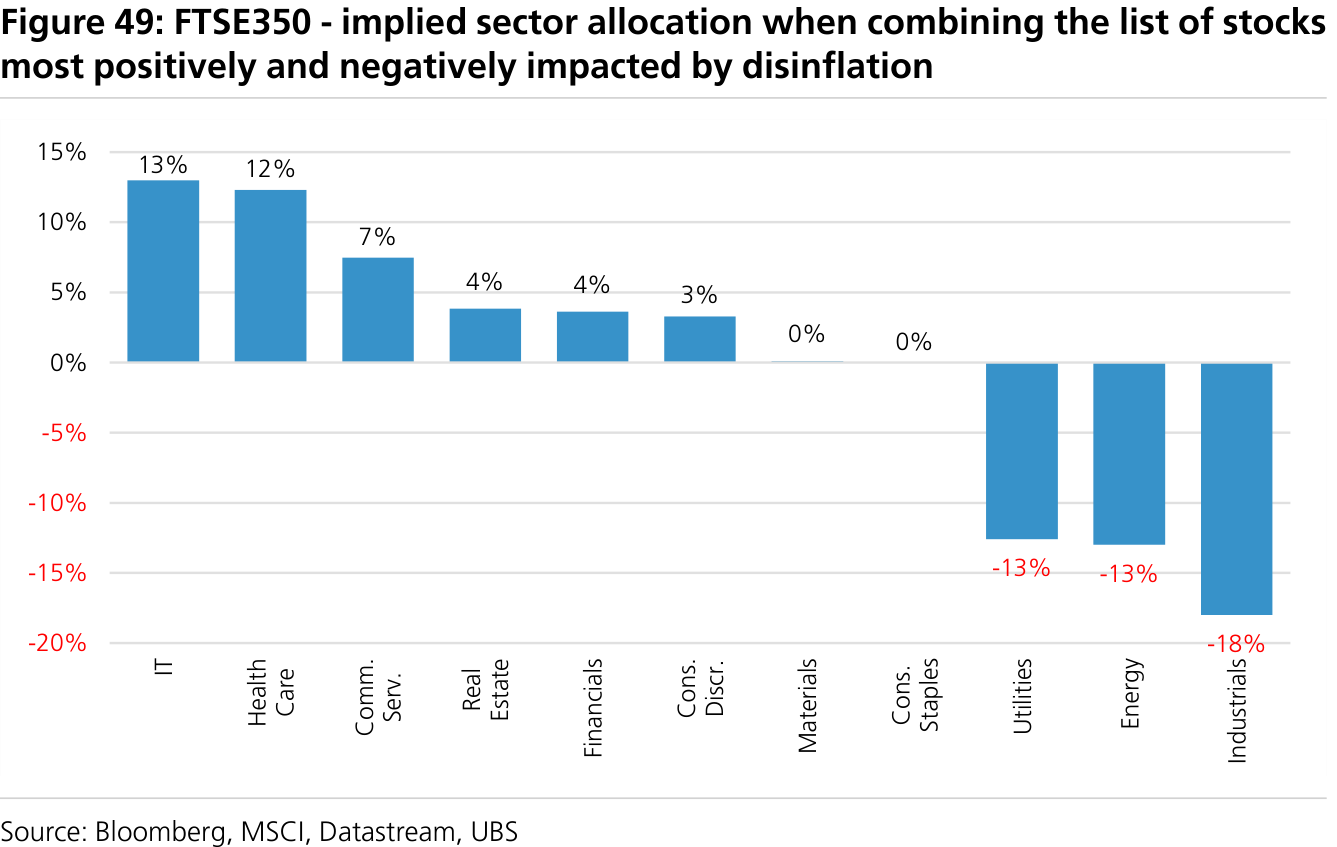 Figure 49: FTSE350 - implied sector allocation when combining the list of stocks
most positively and negatively impacted by disinflation
15%
10%
5%
0%
-5%
-10%
-15%
-20%
13%
12%
7%
4%
4%
3%
0%
0%
-13%
-13%
-18%
IT
Health
Care
Comm.
Serv.
Real
Estate
Financials
Cons.
Discr.
Materials
Cons.
Staples
Utilities
Energy
Industrials
Source: Bloomberg, MSCI, Datastream, UBS